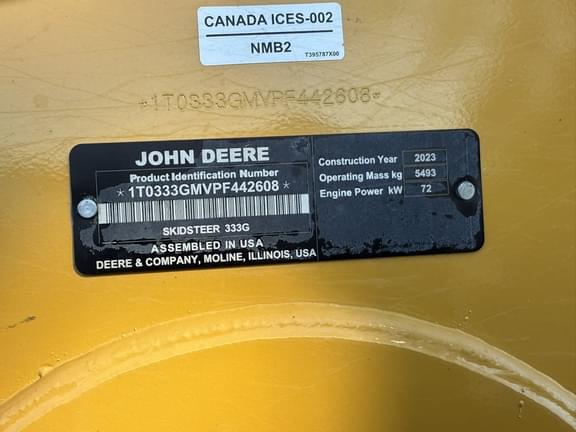 CANADA ICES-002
NMB2
T395787X00
*1T0333GMVPF442608*
JOHN DEERE
Product Identification Number
*1T0333GMVPF442608*
SKIDSTEER 333G
ASSEMBLED IN USA
DEERE & COMPANY, MOLINE, ILLINOIS, USA
Construction Year 2023
Operating Mass kg 5493
Engine Power kW 72